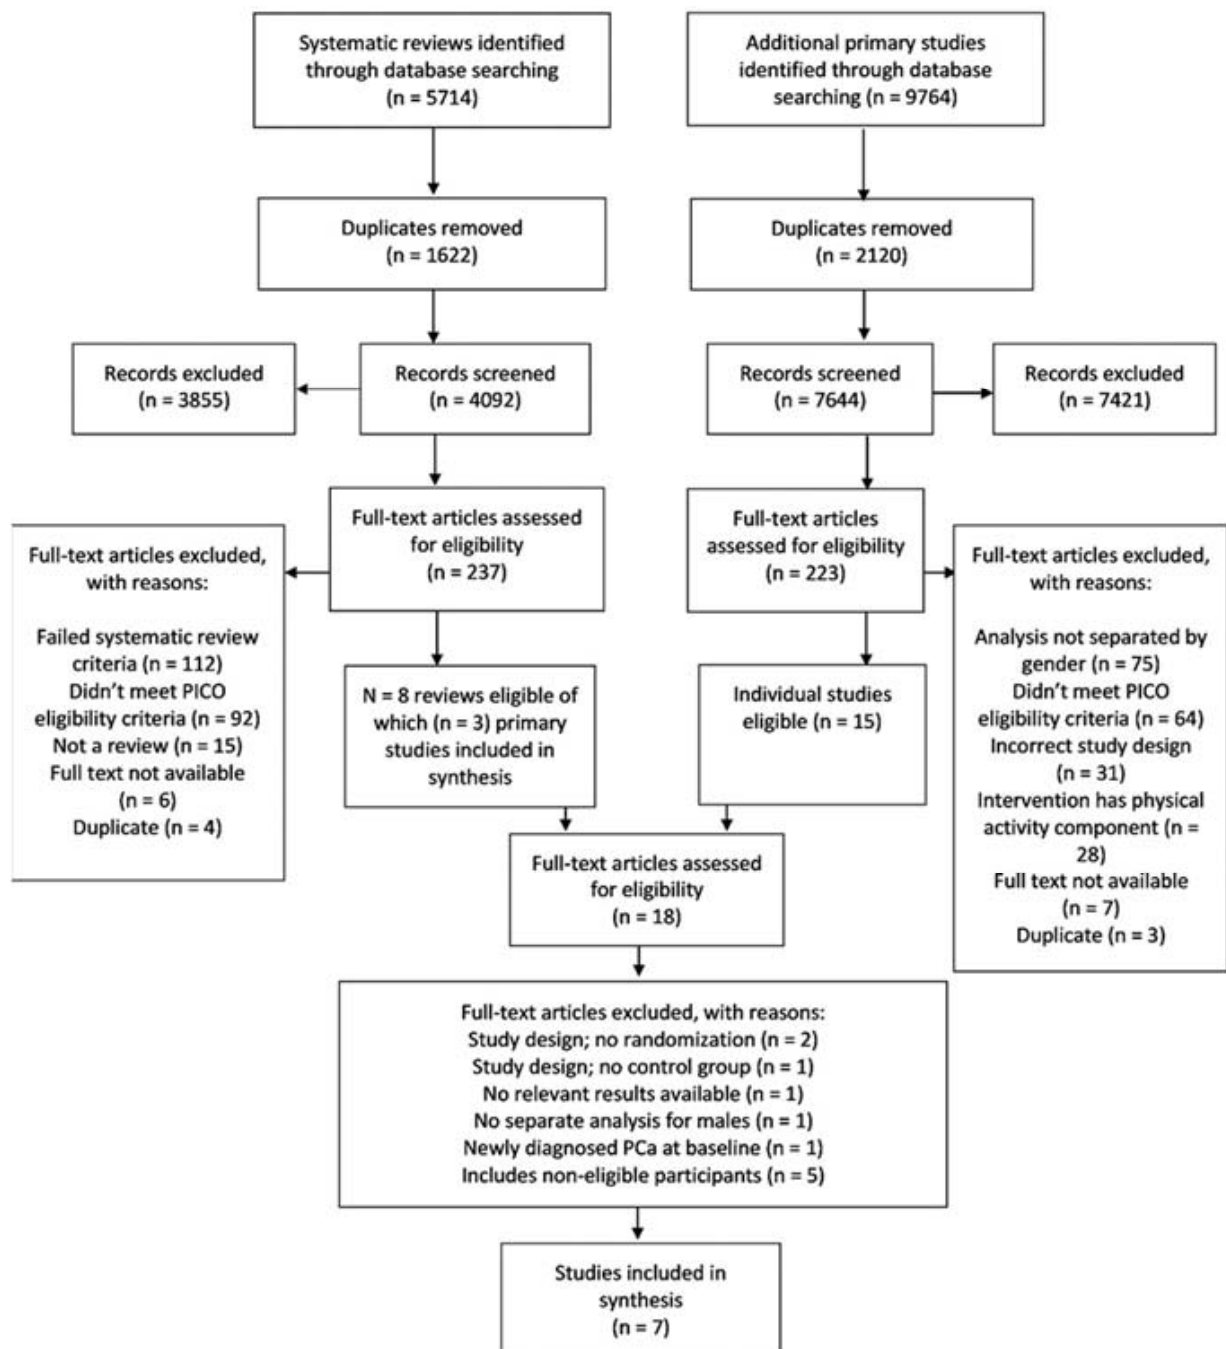 Systematic reviews identified
through database searching
(n = 5714)
Additional primary studies
identified through database
searching (n = 9764)
Duplicates removed
(n = 1622)
Duplicates removed
(n = 2120)
Records excluded
(n = 3855)
Records screened
(n = 4092)
Records screened
(n = 7644)
Records excluded
(n = 7421)
Full-text articles assessed
for eligibility
(n = 237)
Full-text articles
assessed for eligibility
(n = 223)
Full-text articles excluded,
with reasons:
Failed systematic review
criteria (n = 112)
Didn't meet PICO
eligibility criteria (n = 92)
Not a review (n = 15)
Full text not available
(n = 6)
Duplicate (n = 4)
N = 8 reviews eligible of
which (n = 3) primary
studies included in
synthesis
Individual studies
eligible (n = 15)
Full-text articles excluded,
with reasons:
Analysis not separated by
gender (n = 75)
Didn't meet PICO
eligibility criteria (n = 64)
Incorrect study design
(n = 31)
Intervention has physical
activity component (n =
28)
Full text not available
(n = 7)
Duplicate (n = 3)
Full-text articles assessed
for eligibility
(n = 18)
Full-text articles excluded, with reasons:
Study design; no randomization (n = 2)
Study design; no control group (n = 1)
No relevant results available (n = 1)
No separate analysis for males (n = 1)
Newly diagnosed PCa at baseline (n = 1)
Includes non-eligible participants (n = 5)
Studies included in
synthesis
(n = 7)